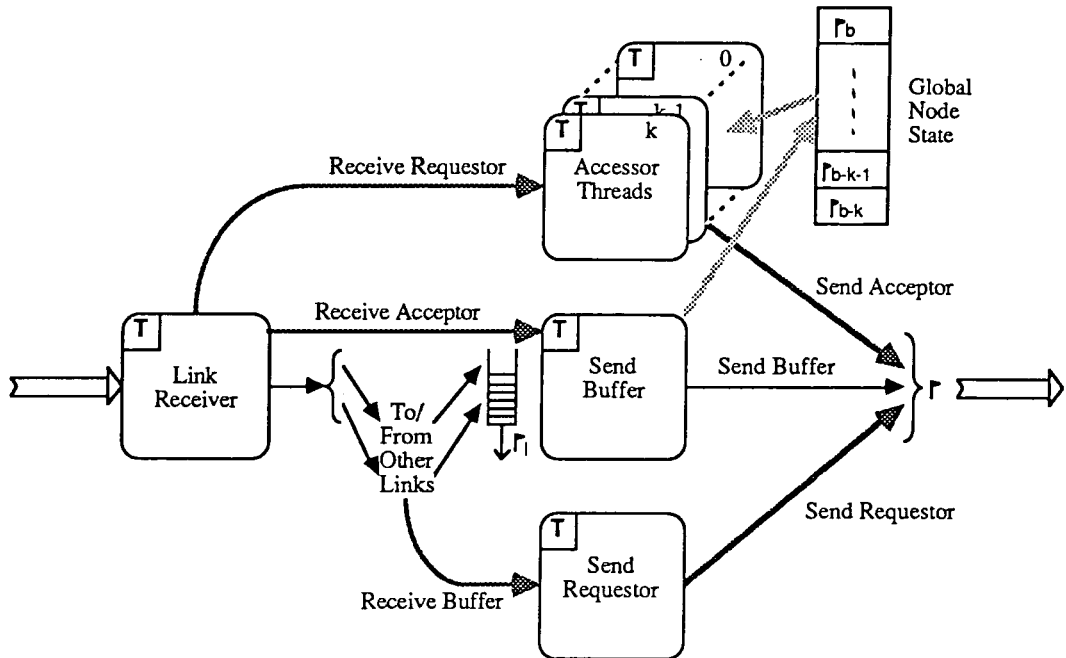 Γb
T
0
Global
Node
State
T
k-1
T
k
Accessor
Threads
Receive Requestor
Γb-k-1
Γb-k
Send Acceptor
Receive Acceptor
T
Link
Receiver
T
Send
Buffer
Send Buffer
Γ
To/
From
Other
Links
Γl
T
Send
Requestor
Send Requestor
Receive Buffer